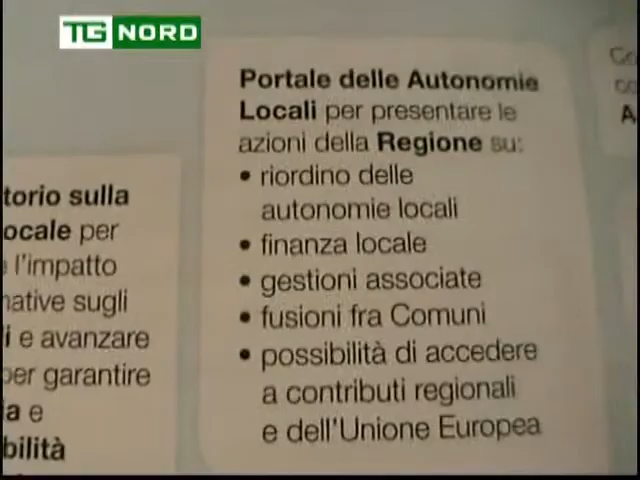 TG NORD
Portale delle Autonomie
Locali per presentare le
azioni della Regione su:
• riordino delle
autonomie locali
• finanza locale
• gestioni associate
• fusioni fra Comuni
• possibilità di accedere
a contributi regionali
e dell'Unione Europea
torio sulla
ocale per
l'impatto
native sugli
i e avanzare
per garantire
a e
bilità
Co
co
A